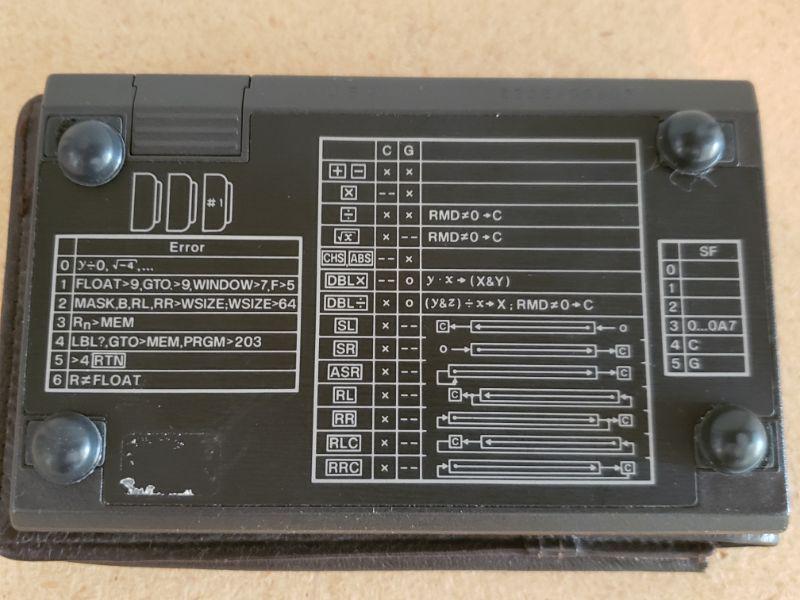 #1
Error
0 y÷0, √-4,...
1 FLOAT>9,GTO.>9,WINDOW>7,F>5
2 MASK,B,RL,RR>WSIZE;WSIZE>64
3 Rn>MEM
4 LBL?,GTO>MEM,PRGM>203
5 >4 RTN
6 R≠FLOAT
C G
+ − × ×
× -- ×
÷ × × RMD≠0→C
√x × -- RMD≠0→C
CHS ABS -- ×
DBL× -- o y·x→(X&Y)
DBL÷ × o (y&z)÷x→X;RMD≠0→C
SL × -- C o
SR × -- o C
ASR × -- C
RL × -- C
RR × -- C
RLC × -- C
RRC × -- C
SF
0
1
2
3 0...0A7
4 C
5 G